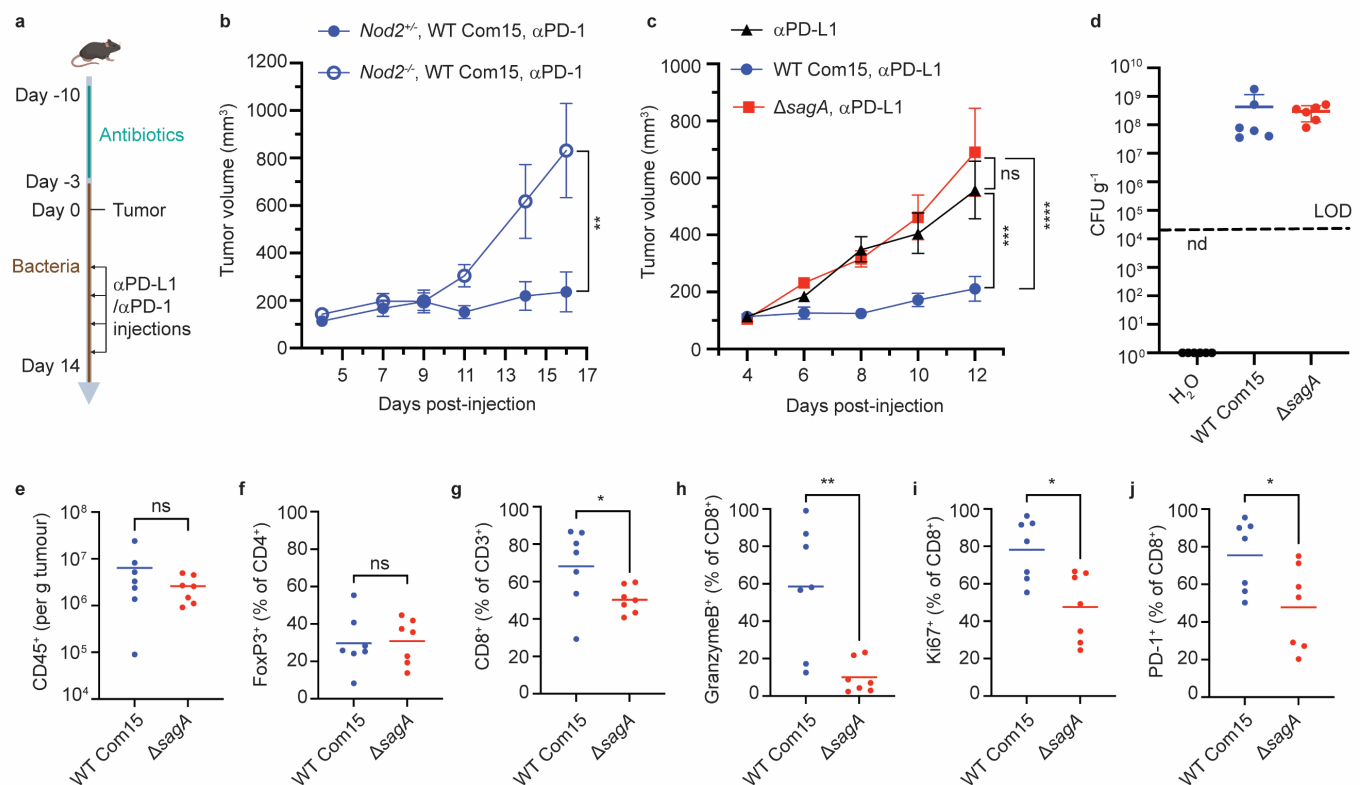 a
Day -10
Antibiotics
Day -3
Day 0
Tumor
Bacteria
αPD-L1
/αPD-1
injections
Day 14
b
Nod2+/-, WT Com15, αPD-1
Nod2-/-, WT Com15, αPD-1
Tumor volume (mm3)
1200
1000
800
600
400
200
0
**
5 7 9 11 13 15 17
Days post-injection
c
αPD-L1
WT Com15, αPD-L1
ΔsagA, αPD-L1
Tumor volume (mm3)
1000
800
600
400
200
0
ns
***
****
4 6 8 10 12
Days post-injection
d
CFU g-1
1010
109
108
107
106
105
104
103
102
101
100
LOD
nd
H2O
WT Com15
ΔsagA
e
CD45+ (per g tumour)
108
107
106
105
104
ns
WT Com15
ΔsagA
f
FoxP3+ (% of CD4+)
100
80
60
40
20
0
ns
WT Com15
ΔsagA
g
CD8+ (% of CD3+)
100
80
60
40
20
0
*
WT Com15
ΔsagA
h
GranzymeB+ (% of CD8+)
100
80
60
40
20
0
**
WT Com15
ΔsagA
i
Ki67+ (% of CD8+)
100
80
60
40
20
0
*
WT Com15
ΔsagA
j
PD-1+ (% of CD8+)
100
80
60
40
20
0
*
WT Com15
ΔsagA